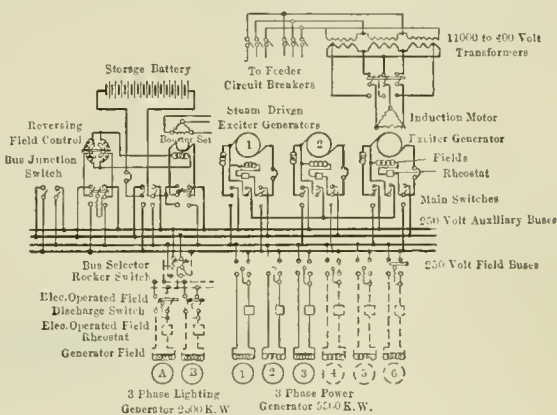 11000 to 400 Volt
Transformers
To Feeder
Circuit Breakers
Storage Battery
Steam Driven
Exciter Generators
Induction Motor
Reversing
Field Control
Booster Set
1
2
Exciter Generator
Bus Junction
Switch
Fields
Rheostat
Main Switches
250 Volt Auxiliary Buses
Bus Selector
Rocker Switch
250 Volt Field Buses
Elec. Operated Field
Discharge Switch
Elec. Operated Field
Rheostat
Generator Field
A
B
1
2
3
4
5
6
3 Phase Lighting
Generator 2500 K.W
3 Phase Power
Generator 5500 K.W.